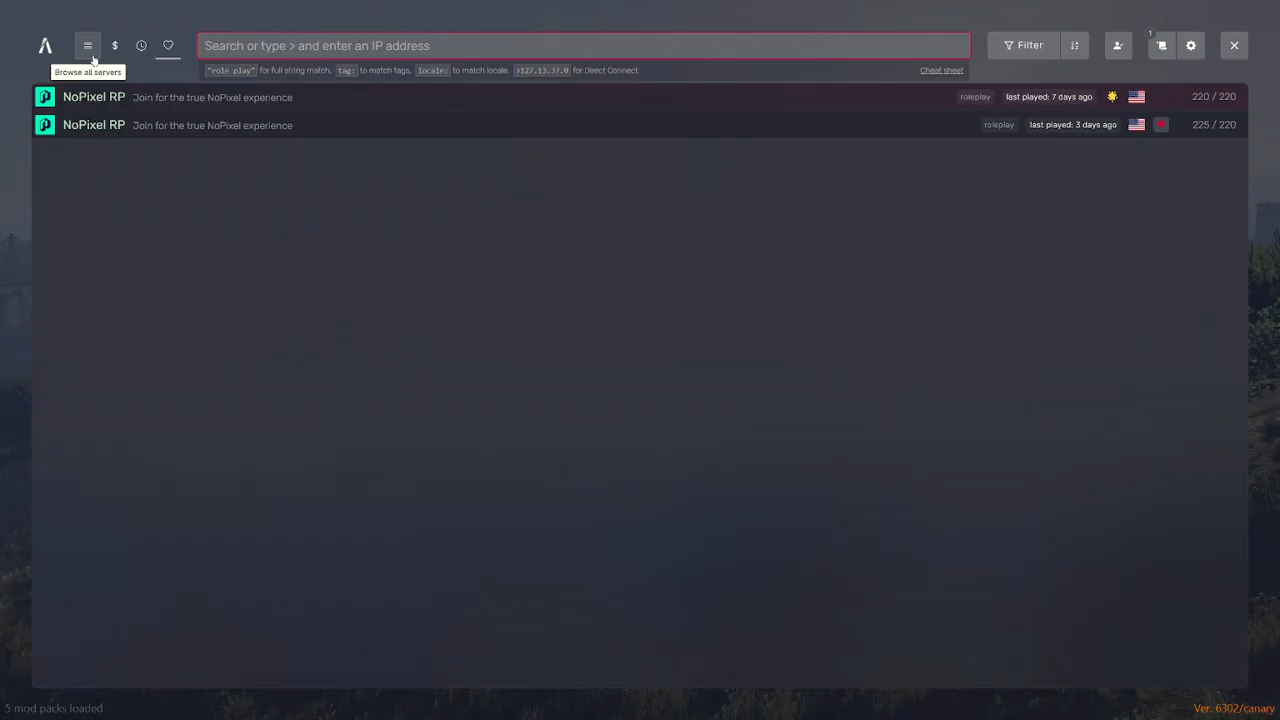 $
Search or type > and enter an IP address
Filter
1
Browse all servers
"role play" for full string match, tag: to match tags, locale: to match locale, >127.13.37.0 for Direct Connect
Cheat sheet
NoPixel RP Join for the true NoPixel experience roleplay last played: 7 days ago 220 / 220
NoPixel RP Join for the true NoPixel experience roleplay last played: 3 days ago 225 / 220
5 mod packs loaded
Ver. 6302/canary